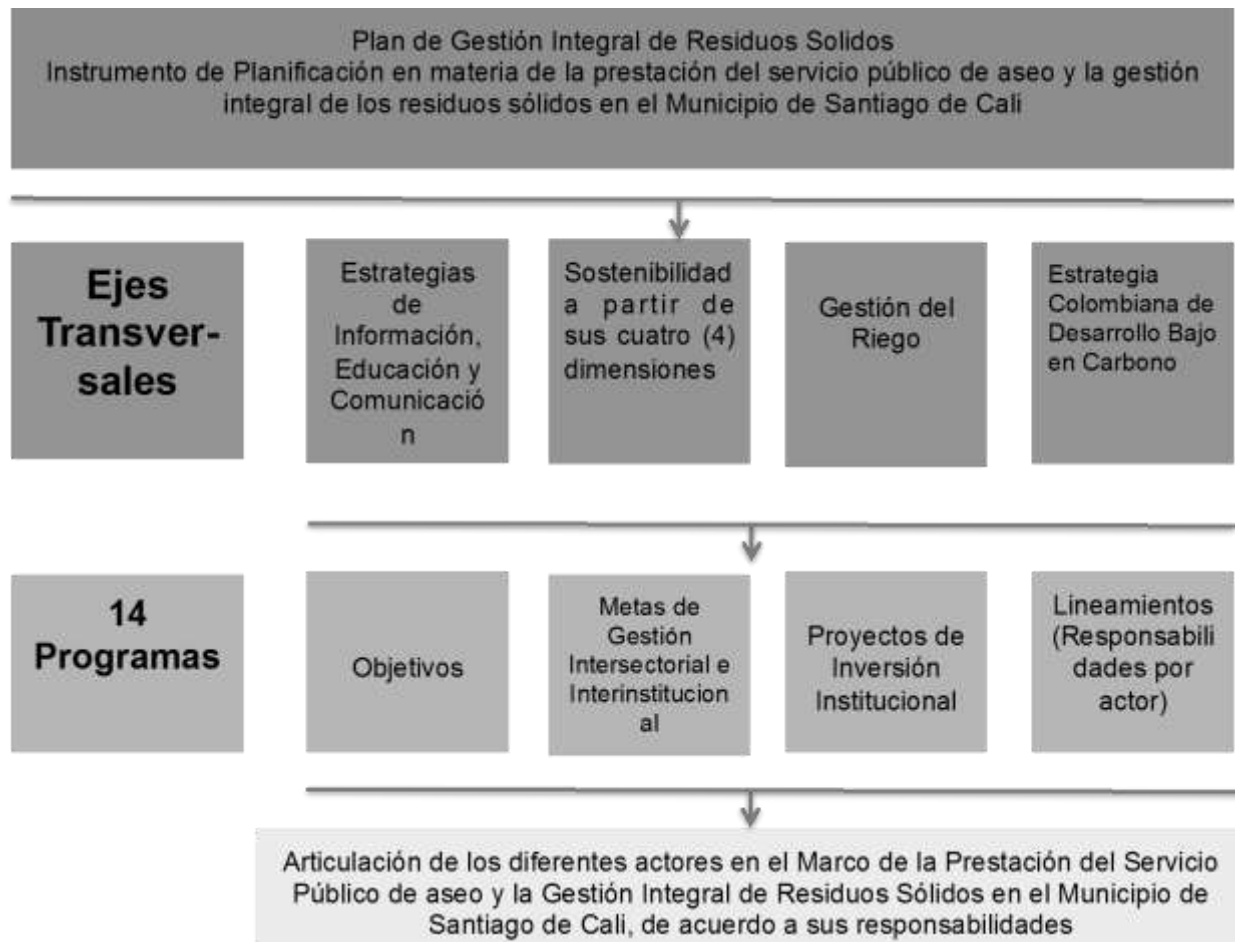 Plan de Gestión Integral de Residuos Solidos
Instrumento de Planificación en materia de la prestación del servicio público de aseo y la gestión
integral de los residuos sólidos en el Municipio de Santiago de Cali
Ejes
Transver-
sales
Estrategias
de
Información,
Educación y
Comunicació
n
Sostenibilidad
a partir de
sus cuatro (4)
dimensiones
Gestión del
Riego
Estrategia
Colombiana de
Desarrollo Bajo
en Carbono
14
Programas
Objetivos
Metas de
Gestión
Intersectorial e
Interinstitucion
al
Proyectos de
Inversión
Institucional
Lineamientos
(Responsabili
dades por
actor)
Articulación de los diferentes actores en el Marco de la Prestación del Servicio
Público de aseo y la Gestión Integral de Residuos Sólidos en el Municipio de
Santiago de Cali, de acuerdo a sus responsabilidades